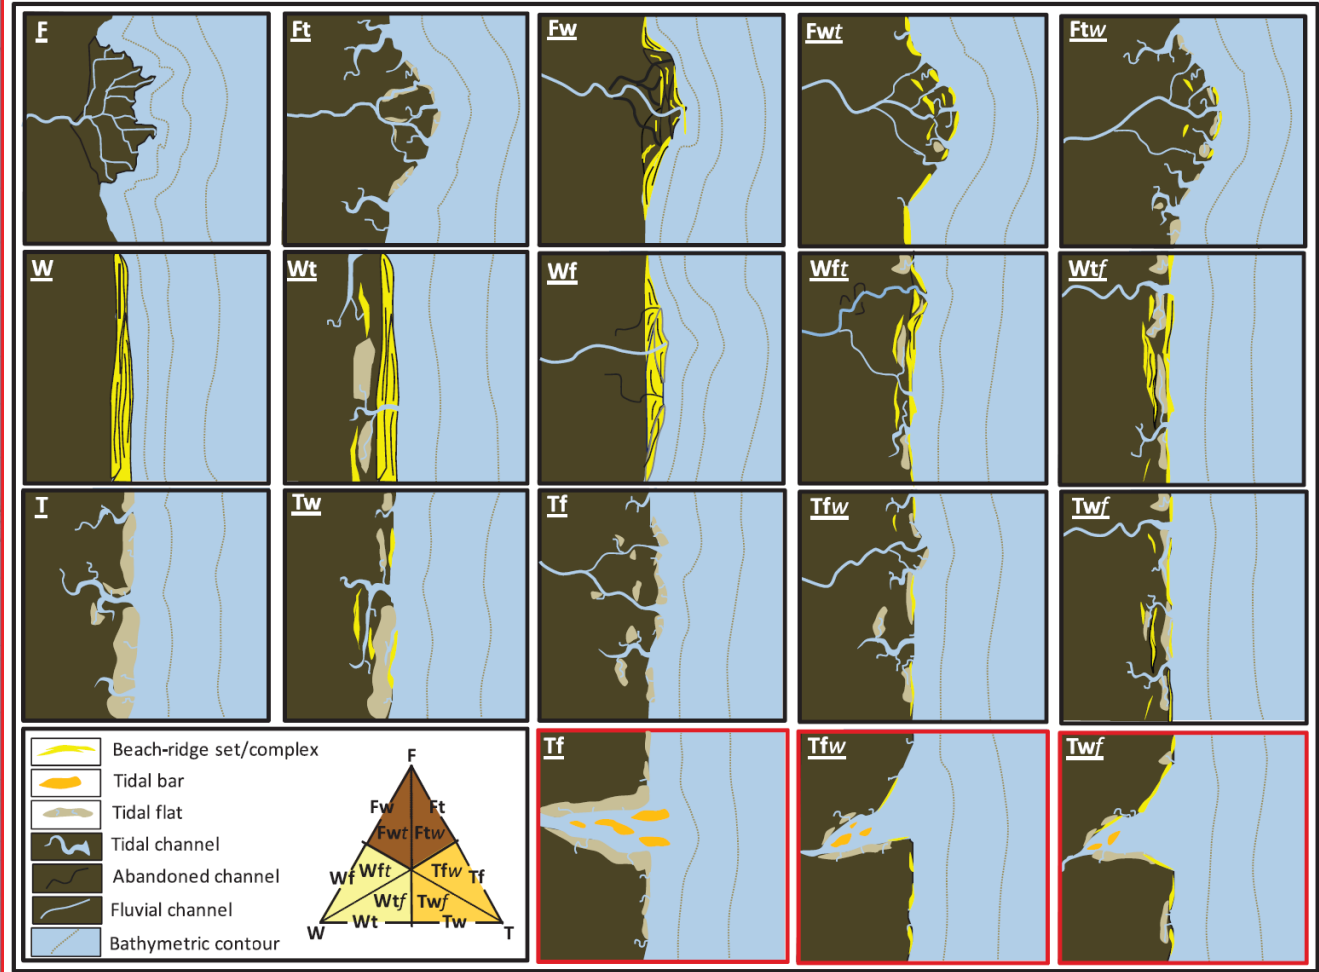 F
Ft
Fw
Fwt
Ftw
W
Wt
Wf
Wft
Wtf
T
Tw
Tf
Tfw
Twf
Beach-ridge set/complex
Tidal bar
Tidal flat
Tidal channel
Abandoned channel
Fluvial channel
Bathymetric contour
F
Fw Ft
Fwt Ftw
Wf Wft Tfw Tf
Wtf Twf
W Wt Tw T
Tf
Tfw
Twf